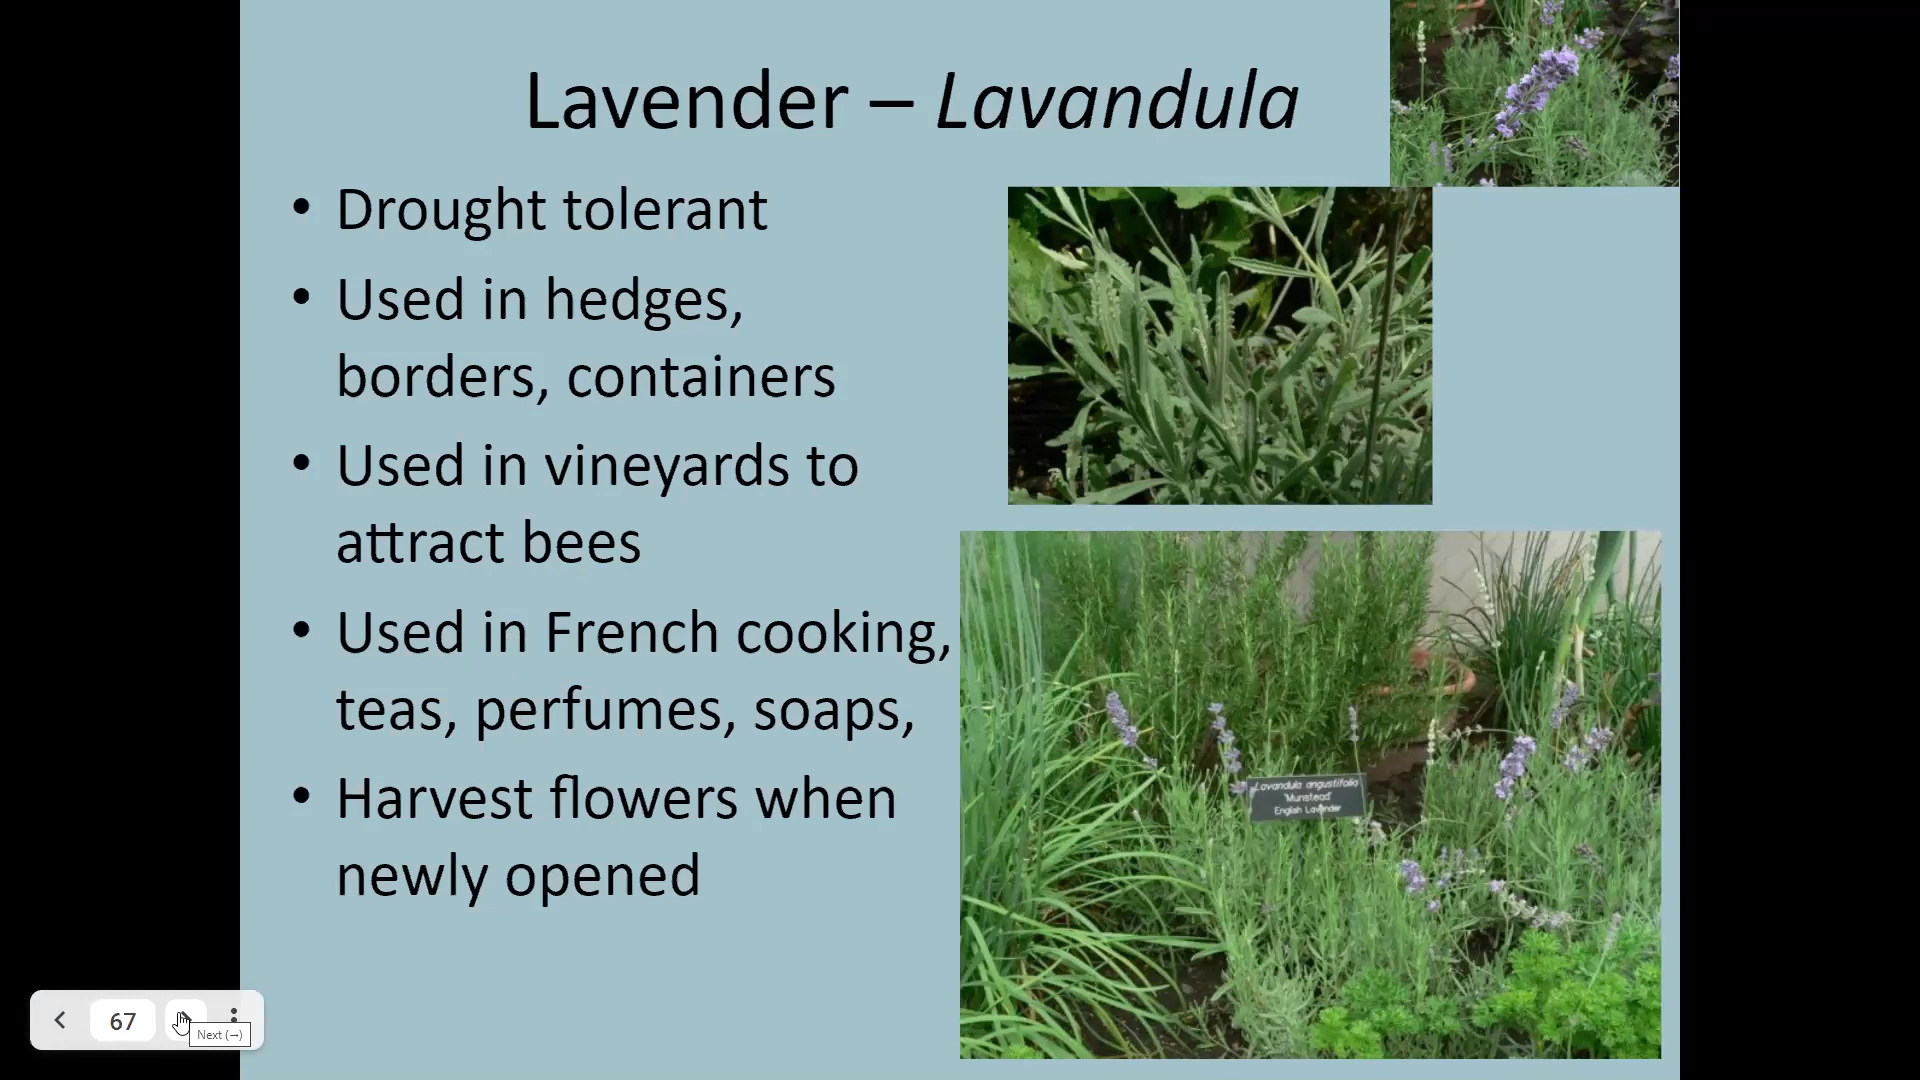 Lavender – Lavandula
• Drought tolerant
• Used in hedges,
borders, containers
• Used in vineyards to
attract bees
• Used in French cooking,
teas, perfumes, soaps,
• Harvest flowers when
newly opened
Lavandula angustifolia
'Munstead'
English Lavender
67
Next (→)